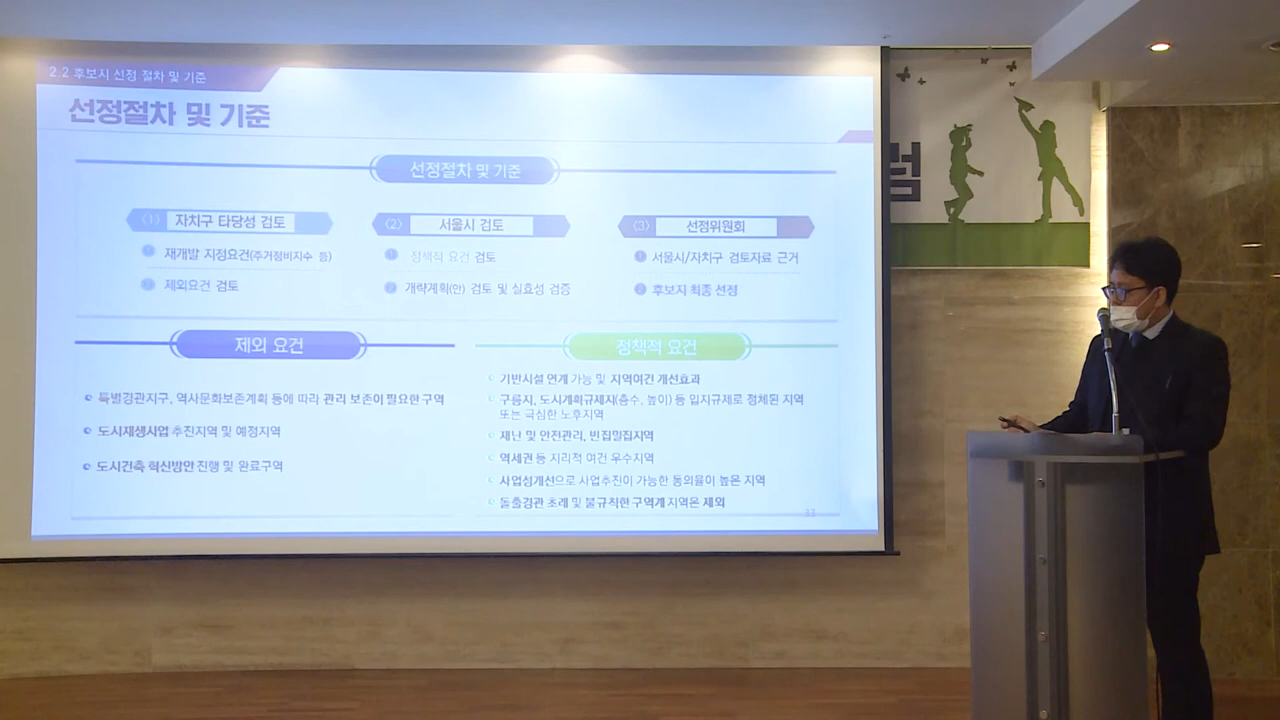 2.2 후보지 선정 절차 및 기준
선정절차 및 기준
선정절차 및 기준
(1) 자치구 타당성 검토
재개발 지정요건(주거정비지수 등)
제외요건 검토
(2) 서울시 검토
정책적 요건 검토
개략계획(안) 검토 및 실효성 검증
(3) 선정위원회
서울시/자치구 검토자료 근거
후보지 최종 선정
제외 요건
특별경관지구, 역사문화보존계획 등에 따라 관리 보존이 필요한 구역
도시재생사업 추진지역 및 예정지역
도시건축 혁신방안 진행 및 완료구역
정책적 요건
기반시설 연계 가능 및 지역여건 개선효과
구릉지, 도시계획규제지(층수, 높이) 등 입지규제로 정체된 지역
또는 극심한 노후지역
재난 및 안전관리, 빈집밀집지역
역세권 등 지리적 여건 우수지역
사업성개선으로 사업추진이 가능한 동의율이 높은 지역
돌출경관 초래 및 불규칙한 구역계 지역은 제외
33
럼